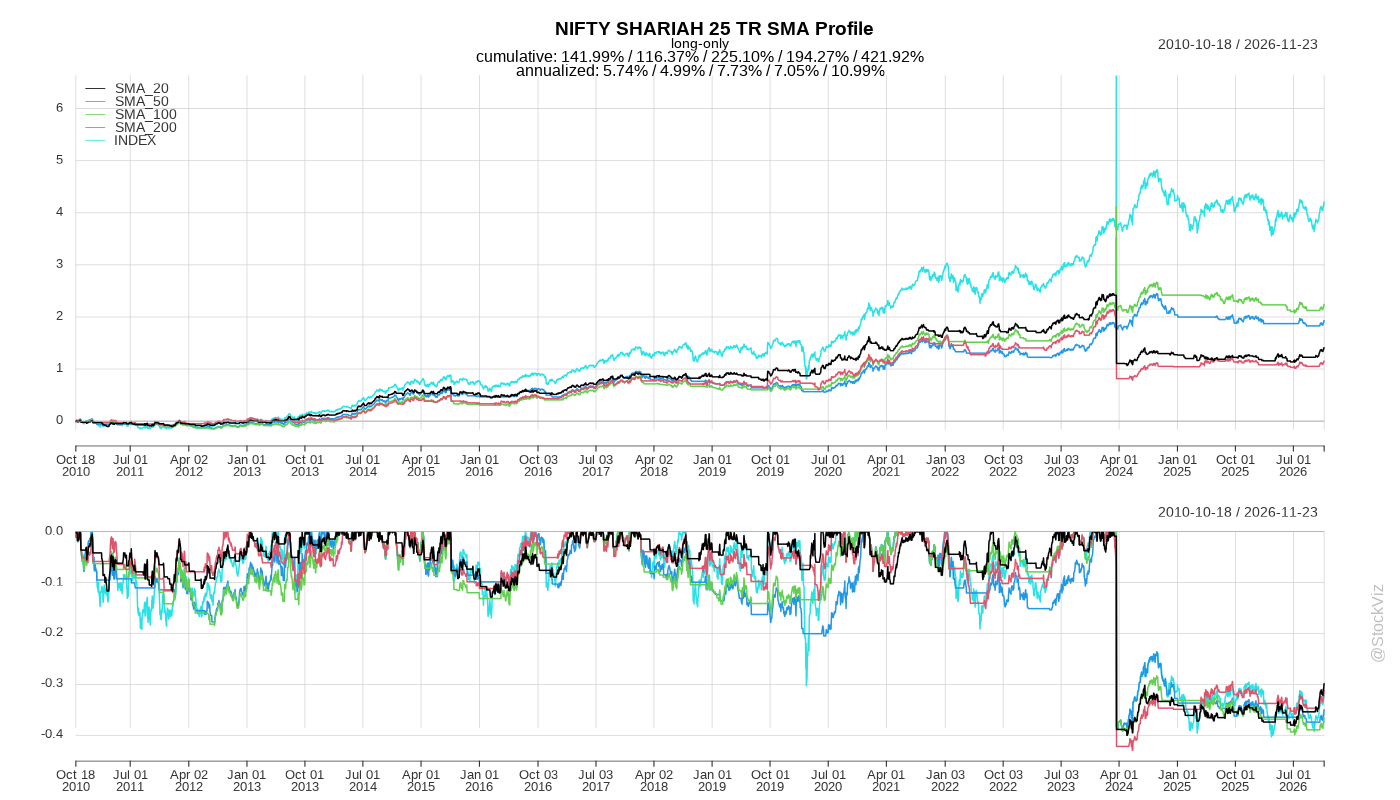 NIFTY SHARIAH 25 TR SMA Profile
long-only
cumulative: 141.99% / 116.37% / 225.10% / 194.27% / 421.92%
annualized: 5.74% / 4.99% / 7.73% / 7.05% / 10.99%
2010-10-18 / 2026-11-23
SMA_20
SMA_50
SMA_100
SMA_200
INDEX
6
5
4
3
2
1
0
Oct 18 Jul 01 Apr 02 Jan 01 Oct 01 Jul 01 Apr 01 Jan 01 Oct 03 Jul 03 Apr 02 Jan 01 Oct 01 Jul 01 Apr 01 Jan 03 Oct 03 Jul 03 Apr 01 Jan 01 Oct 01 Jul 01
2010 2011 2012 2013 2013 2014 2015 2016 2016 2017 2018 2019 2019 2020 2021 2022 2022 2023 2024 2025 2025 2026
2010-10-18 / 2026-11-23
0.0
-0.1
-0.2
-0.3
-0.4
Oct 18 Jul 01 Apr 02 Jan 01 Oct 01 Jul 01 Apr 01 Jan 01 Oct 03 Jul 03 Apr 02 Jan 01 Oct 01 Jul 01 Apr 01 Jan 03 Oct 03 Jul 03 Apr 01 Jan 01 Oct 01 Jul 01
2010 2011 2012 2013 2013 2014 2015 2016 2016 2017 2018 2019 2019 2020 2021 2022 2022 2023 2024 2025 2025 2026
@StockViz